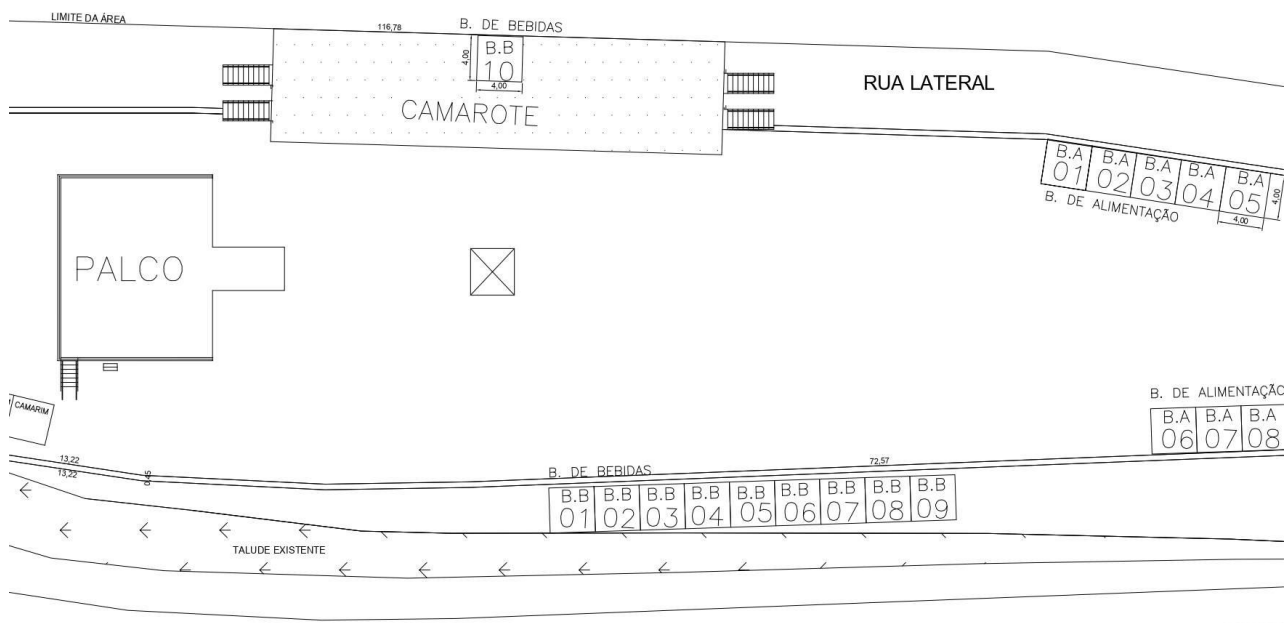 LIMITE DA ÁREA
116,78
B. DE BEBIDAS
B.B
10
4,00
4,00
CAMAROTE
RUA LATERAL
B.A
01
B.A
02
B.A
03
B.A
04
B.A
05
4,00
4,00
B. DE ALIMENTAÇÃO
PALCO
CAMARIM
B. DE ALIMENTAÇÃO
B.A
06
B.A
07
B.A
08
13,22
13,22
0,45
B. DE BEBIDAS
72,57
B.B
01
B.B
02
B.B
03
B.B
04
B.B
05
B.B
06
B.B
07
B.B
08
B.B
09
TALUDE EXISTENTE